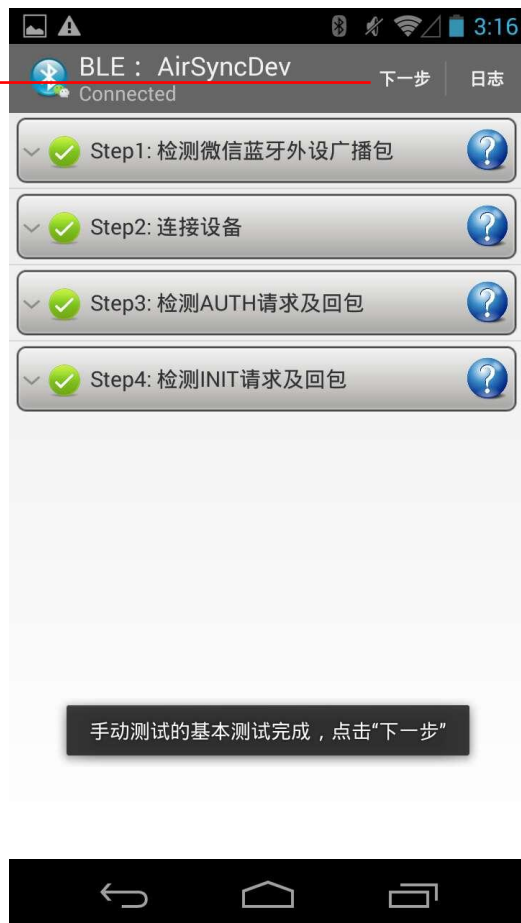 3:16
BLE： AirSyncDev
Connected
下一步
日志
Step1: 检测微信蓝牙外设广播包
Step2: 连接设备
Step3: 检测AUTH请求及回包
Step4: 检测INIT请求及回包
手动测试的基本测试完成，点击“下一步”